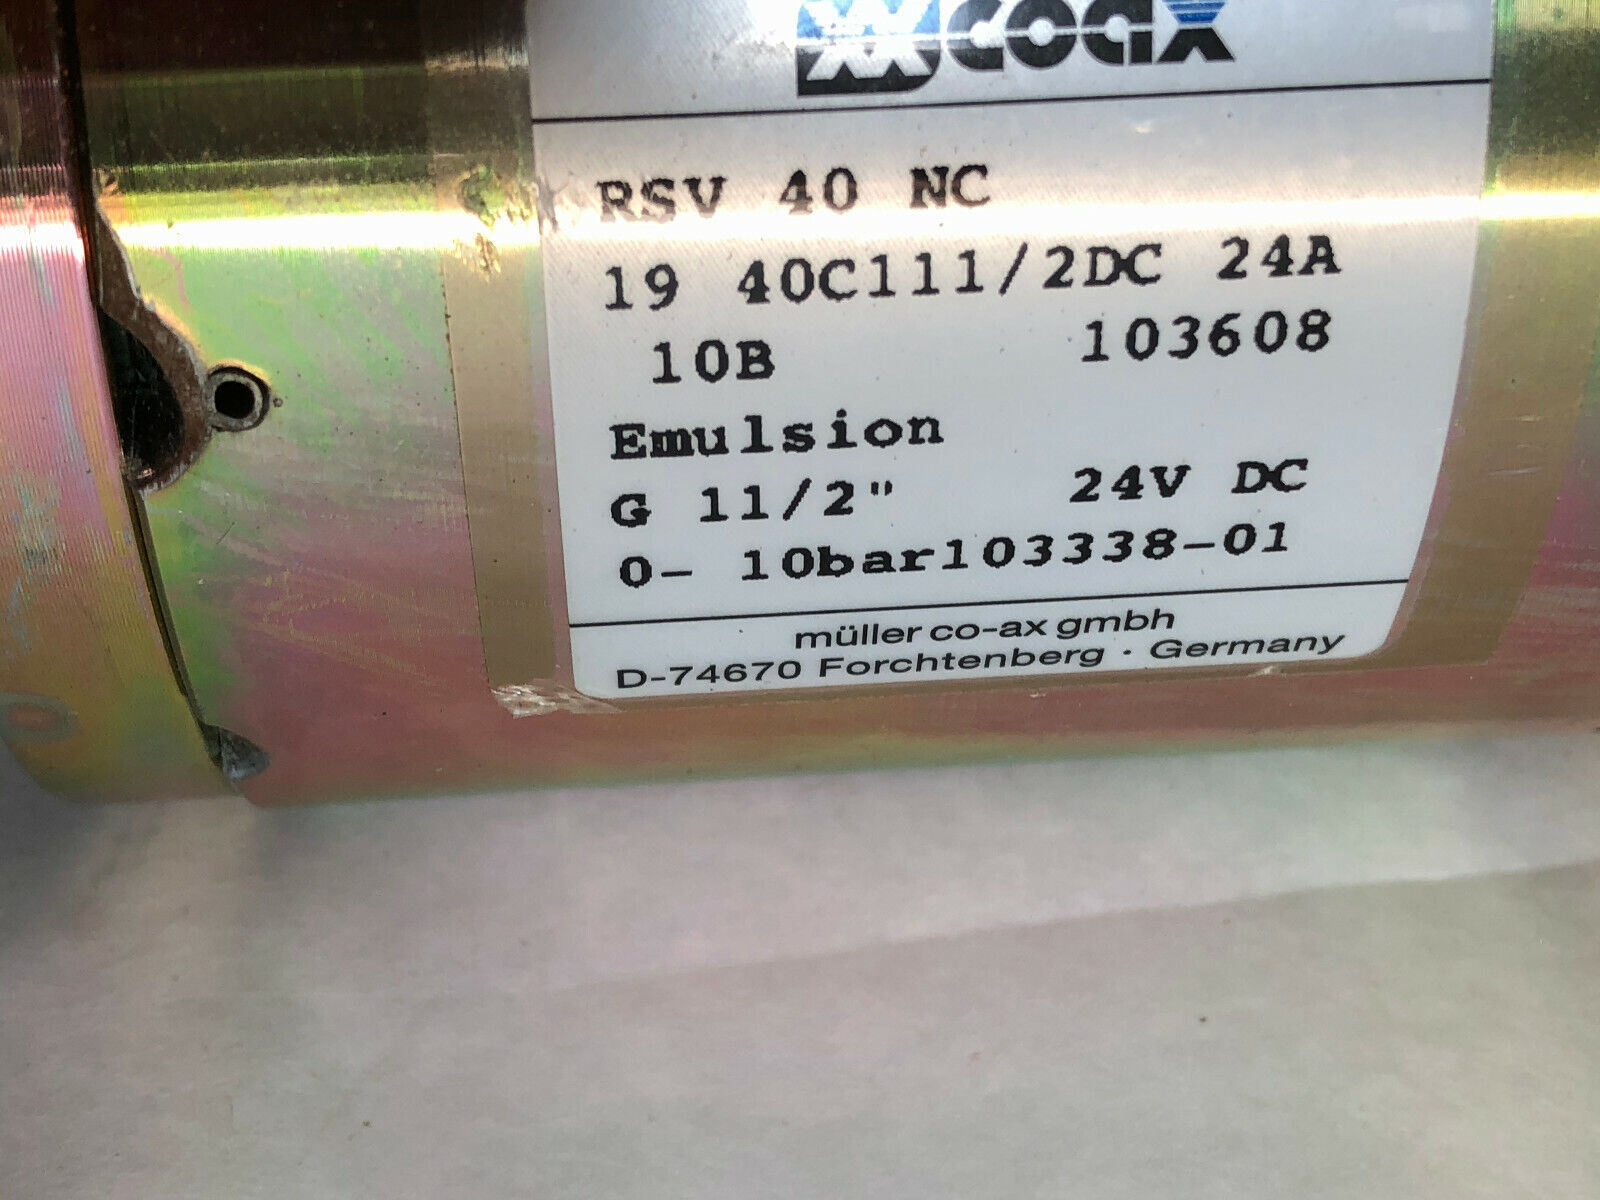 coax
RSV 40 NC
19 40C111/2DC 24A
10B 103608
Emulsion
G 11/2" 24V DC
0- 10bar103338-01
müller co-ax gmbh
D-74670 Forchtenberg · Germany